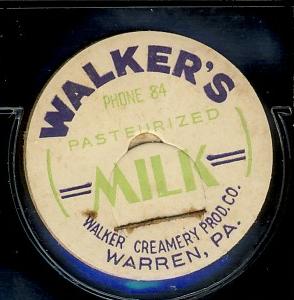 WALKER'S
PHONE 84
PASTEURIZED
MILK
WALKER CREAMERY PROD. CO.
WARREN, PA.